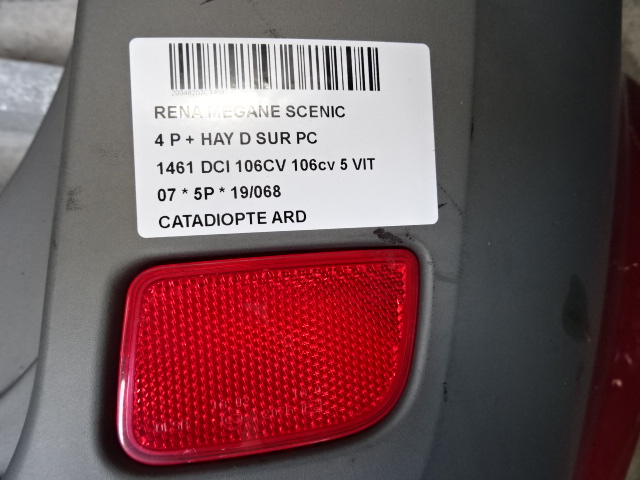 RENA MEGANE SCENIC
4 P + HAY D SUR PC
1461 DCI 106CV 106cv 5 VIT
07 * 5P * 19/068
CATADIOPTE ARD